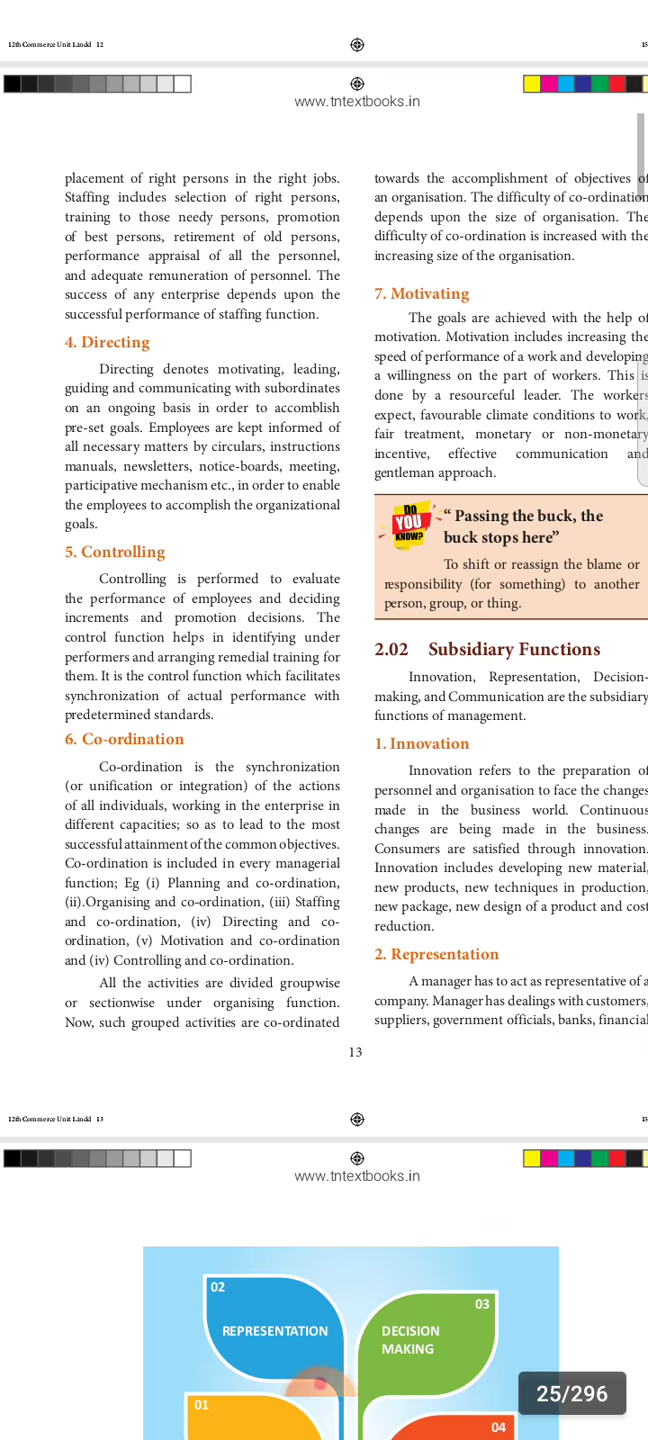 12th Commerce Unit I.indd 12
15
www.tntextbooks.in
placement of right persons in the right jobs.
Staffing includes selection of right persons,
training to those needy persons, promotion
of best persons, retirement of old persons,
performance appraisal of all the personnel,
and adequate remuneration of personnel. The
success of any enterprise depends upon the
successful performance of staffing function.
4. Directing
Directing denotes motivating, leading,
guiding and communicating with subordinates
on an ongoing basis in order to accomblish
pre-set goals. Employees are kept informed of
all necessary matters by circulars, instructions
manuals, newsletters, notice-boards, meeting,
participative mechanism etc., in order to enable
the employees to accomplish the organizational
goals.
5. Controlling
Controlling is performed to evaluate
the performance of employees and deciding
increments and promotion decisions. The
control function helps in identifying under
performers and arranging remedial training for
them. It is the control function which facilitates
synchronization of actual performance with
predetermined standards.
6. Co-ordination
Co-ordination is the synchronization
(or unification or integration) of the actions
of all individuals, working in the enterprise in
different capacities; so as to lead to the most
successful attainment of the common objectives.
Co-ordination is included in every managerial
function; Eg (i) Planning and co-ordination,
(ii).Organising and co-ordination, (iii) Staffing
and co-ordination, (iv) Directing and co-
ordination, (v) Motivation and co-ordination
and (iv) Controlling and co-ordination.
All the activities are divided groupwise
or sectionwise under organising function.
Now, such grouped activities are co-ordinated
towards the accomplishment of objectives of
an organisation. The difficulty of co-ordination
depends upon the size of organisation. The
difficulty of co-ordination is increased with the
increasing size of the organisation.
7. Motivating
The goals are achieved with the help of
motivation. Motivation includes increasing the
speed of performance of a work and developing
a willingness on the part of workers. This is
done by a resourceful leader. The workers
expect, favourable climate conditions to work,
fair treatment, monetary or non-monetary
incentive, effective communication and
gentleman approach.
DO
YOU
KNOW?
“ Passing the buck, the
buck stops here”
To shift or reassign the blame or
responsibility (for something) to another
person, group, or thing.
2.02 Subsidiary Functions
Innovation, Representation, Decision-
making, and Communication are the subsidiary
functions of management.
1. Innovation
Innovation refers to the preparation of
personnel and organisation to face the changes
made in the business world. Continuous
changes are being made in the business.
Consumers are satisfied through innovation.
Innovation includes developing new material,
new products, new techniques in production,
new package, new design of a product and cost
reduction.
2. Representation
A manager has to act as representative of a
company. Manager has dealings with customers,
suppliers, government officials, banks, financial
13
12th Commerce Unit I.indd 13
15
www.tntextbooks.in
02
REPRESENTATION
03
DECISION
MAKING
25/296
01
04